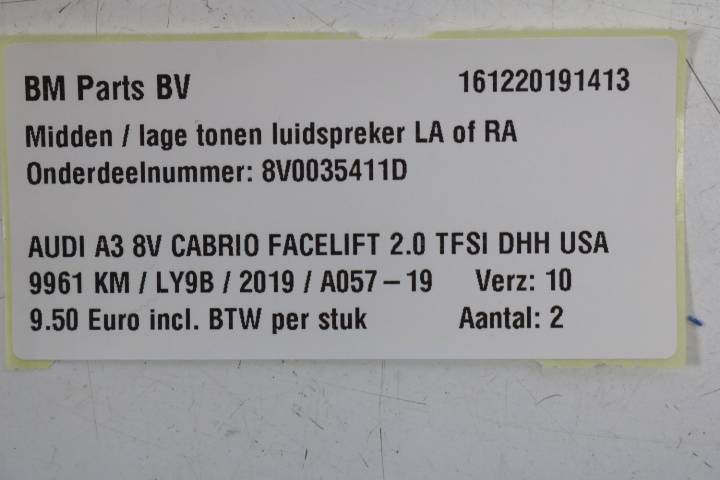 BM Parts BV 161220191413
Midden / lage tonen luidspreker LA of RA
Onderdeelnummer: 8V0035411D
AUDI A3 8V CABRIO FACELIFT 2.0 TFSI DHH USA
9961 KM / LY9B / 2019 / A057-19 Verz: 10
9.50 Euro incl. BTW per stuk Aantal: 2